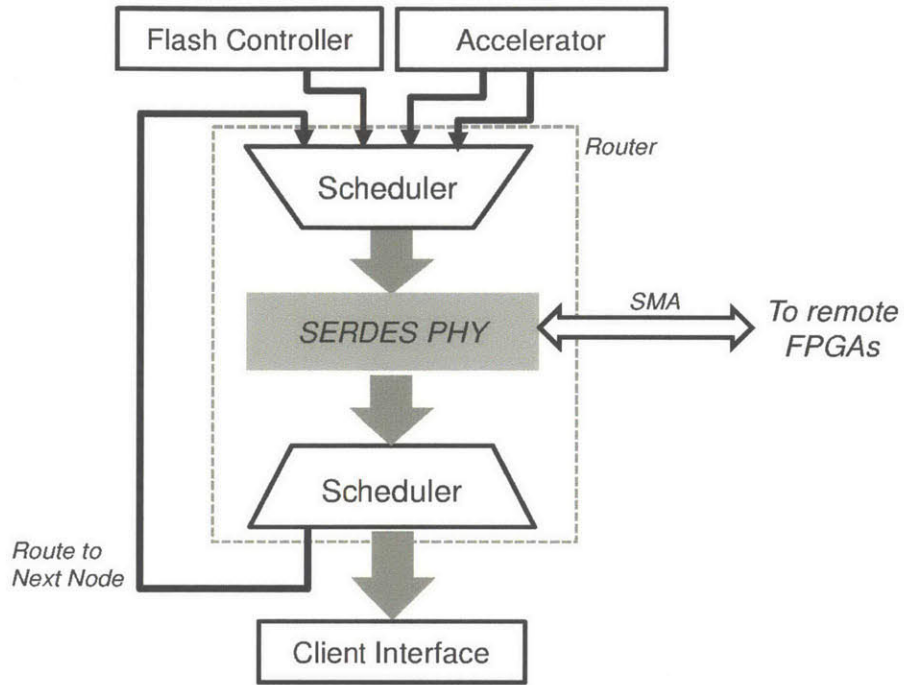 Flash Controller
Accelerator
Router
Scheduler
SERDES PHY
SMA
To remote
FPGAs
Scheduler
Route to
Next Node
Client Interface